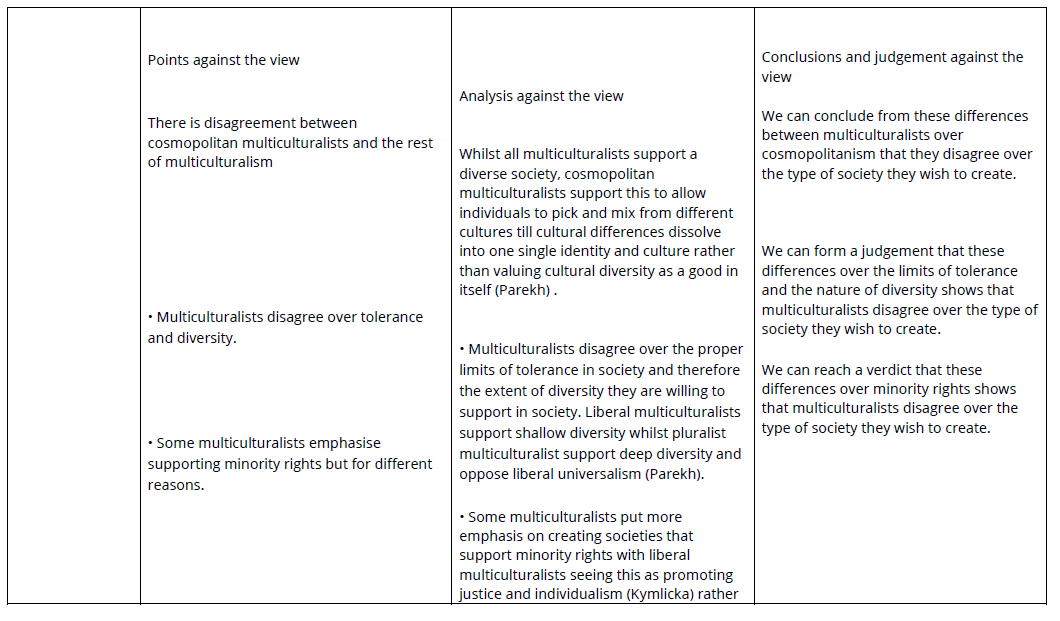 Points against the view
There is disagreement between
cosmopolitan multiculturalists and the rest
of multiculturalism
• Multiculturalists disagree over tolerance
and diversity.
• Some multiculturalists emphasise
supporting minority rights but for different
reasons.
Analysis against the view
Whilst all multiculturalists support a
diverse society, cosmopolitan
multiculturalists support this to allow
individuals to pick and mix from different
cultures till cultural differences dissolve
into one single identity and culture rather
than valuing cultural diversity as a good in
itself (Parekh) .
• Multiculturalists disagree over the proper
limits of tolerance in society and therefore
the extent of diversity they are willing to
support in society. Liberal multiculturalists
support shallow diversity whilst pluralist
multiculturalist support deep diversity and
oppose liberal universalism (Parekh).
• Some multiculturalists put more
emphasis on creating societies that
support minority rights with liberal
multiculturalists seeing this as promoting
justice and individualism (Kymlicka) rather
Conclusions and judgement against the
view
We can conclude from these differences
between multiculturalists over
cosmopolitanism that they disagree over
the type of society they wish to create.
We can form a judgement that these
differences over the limits of tolerance
and the nature of diversity shows that
multiculturalists disagree over the type of
society they wish to create.
We can reach a verdict that these
differences over minority rights shows
that multiculturalists disagree over the
type of society they wish to create.